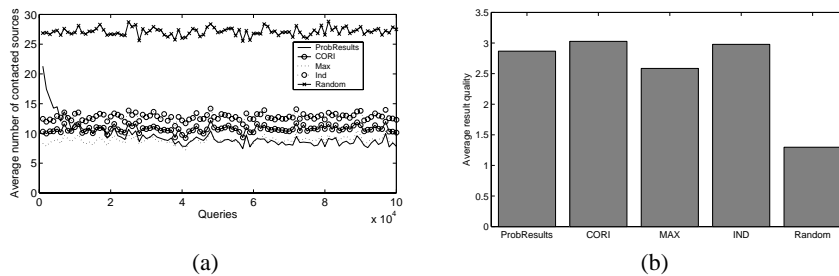 Average number of contacted sources
30
25
20
15
10
5
0
0
2
4
6
8
10
x 10^4
Queries
ProbResults
CORI
Max
Ind
Random
(a)
Average result quality
3.5
3
2.5
2
1.5
1
0.5
0
ProbResults
CORI
MAX
IND
Random
(b)